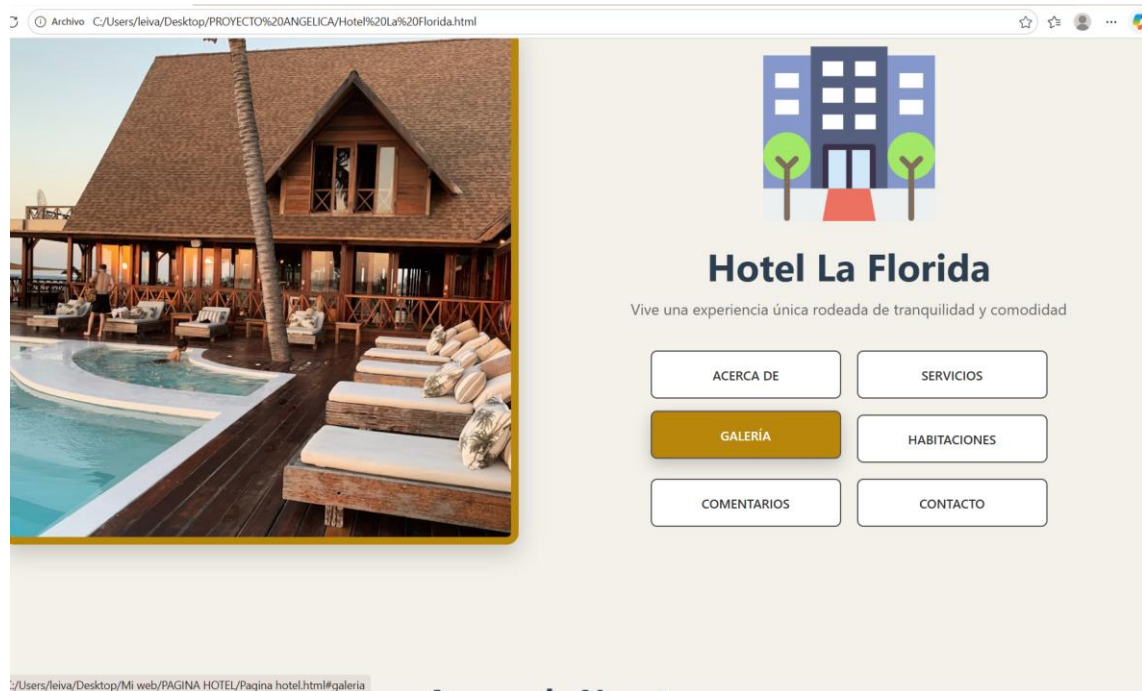 Archivo C:/Users/leiva/Desktop/PROYECTO%20ANGELICA/Hotel%20La%20Florida.html
Hotel La Florida
Vive una experiencia única rodeada de tranquilidad y comodidad
ACERCA DE SERVICIOS
GALERÍA HABITACIONES
COMENTARIOS CONTACTO
:/Users/leiva/Desktop/Mi web/PAGINA HOTEL/Pagina hotel.html#galeria